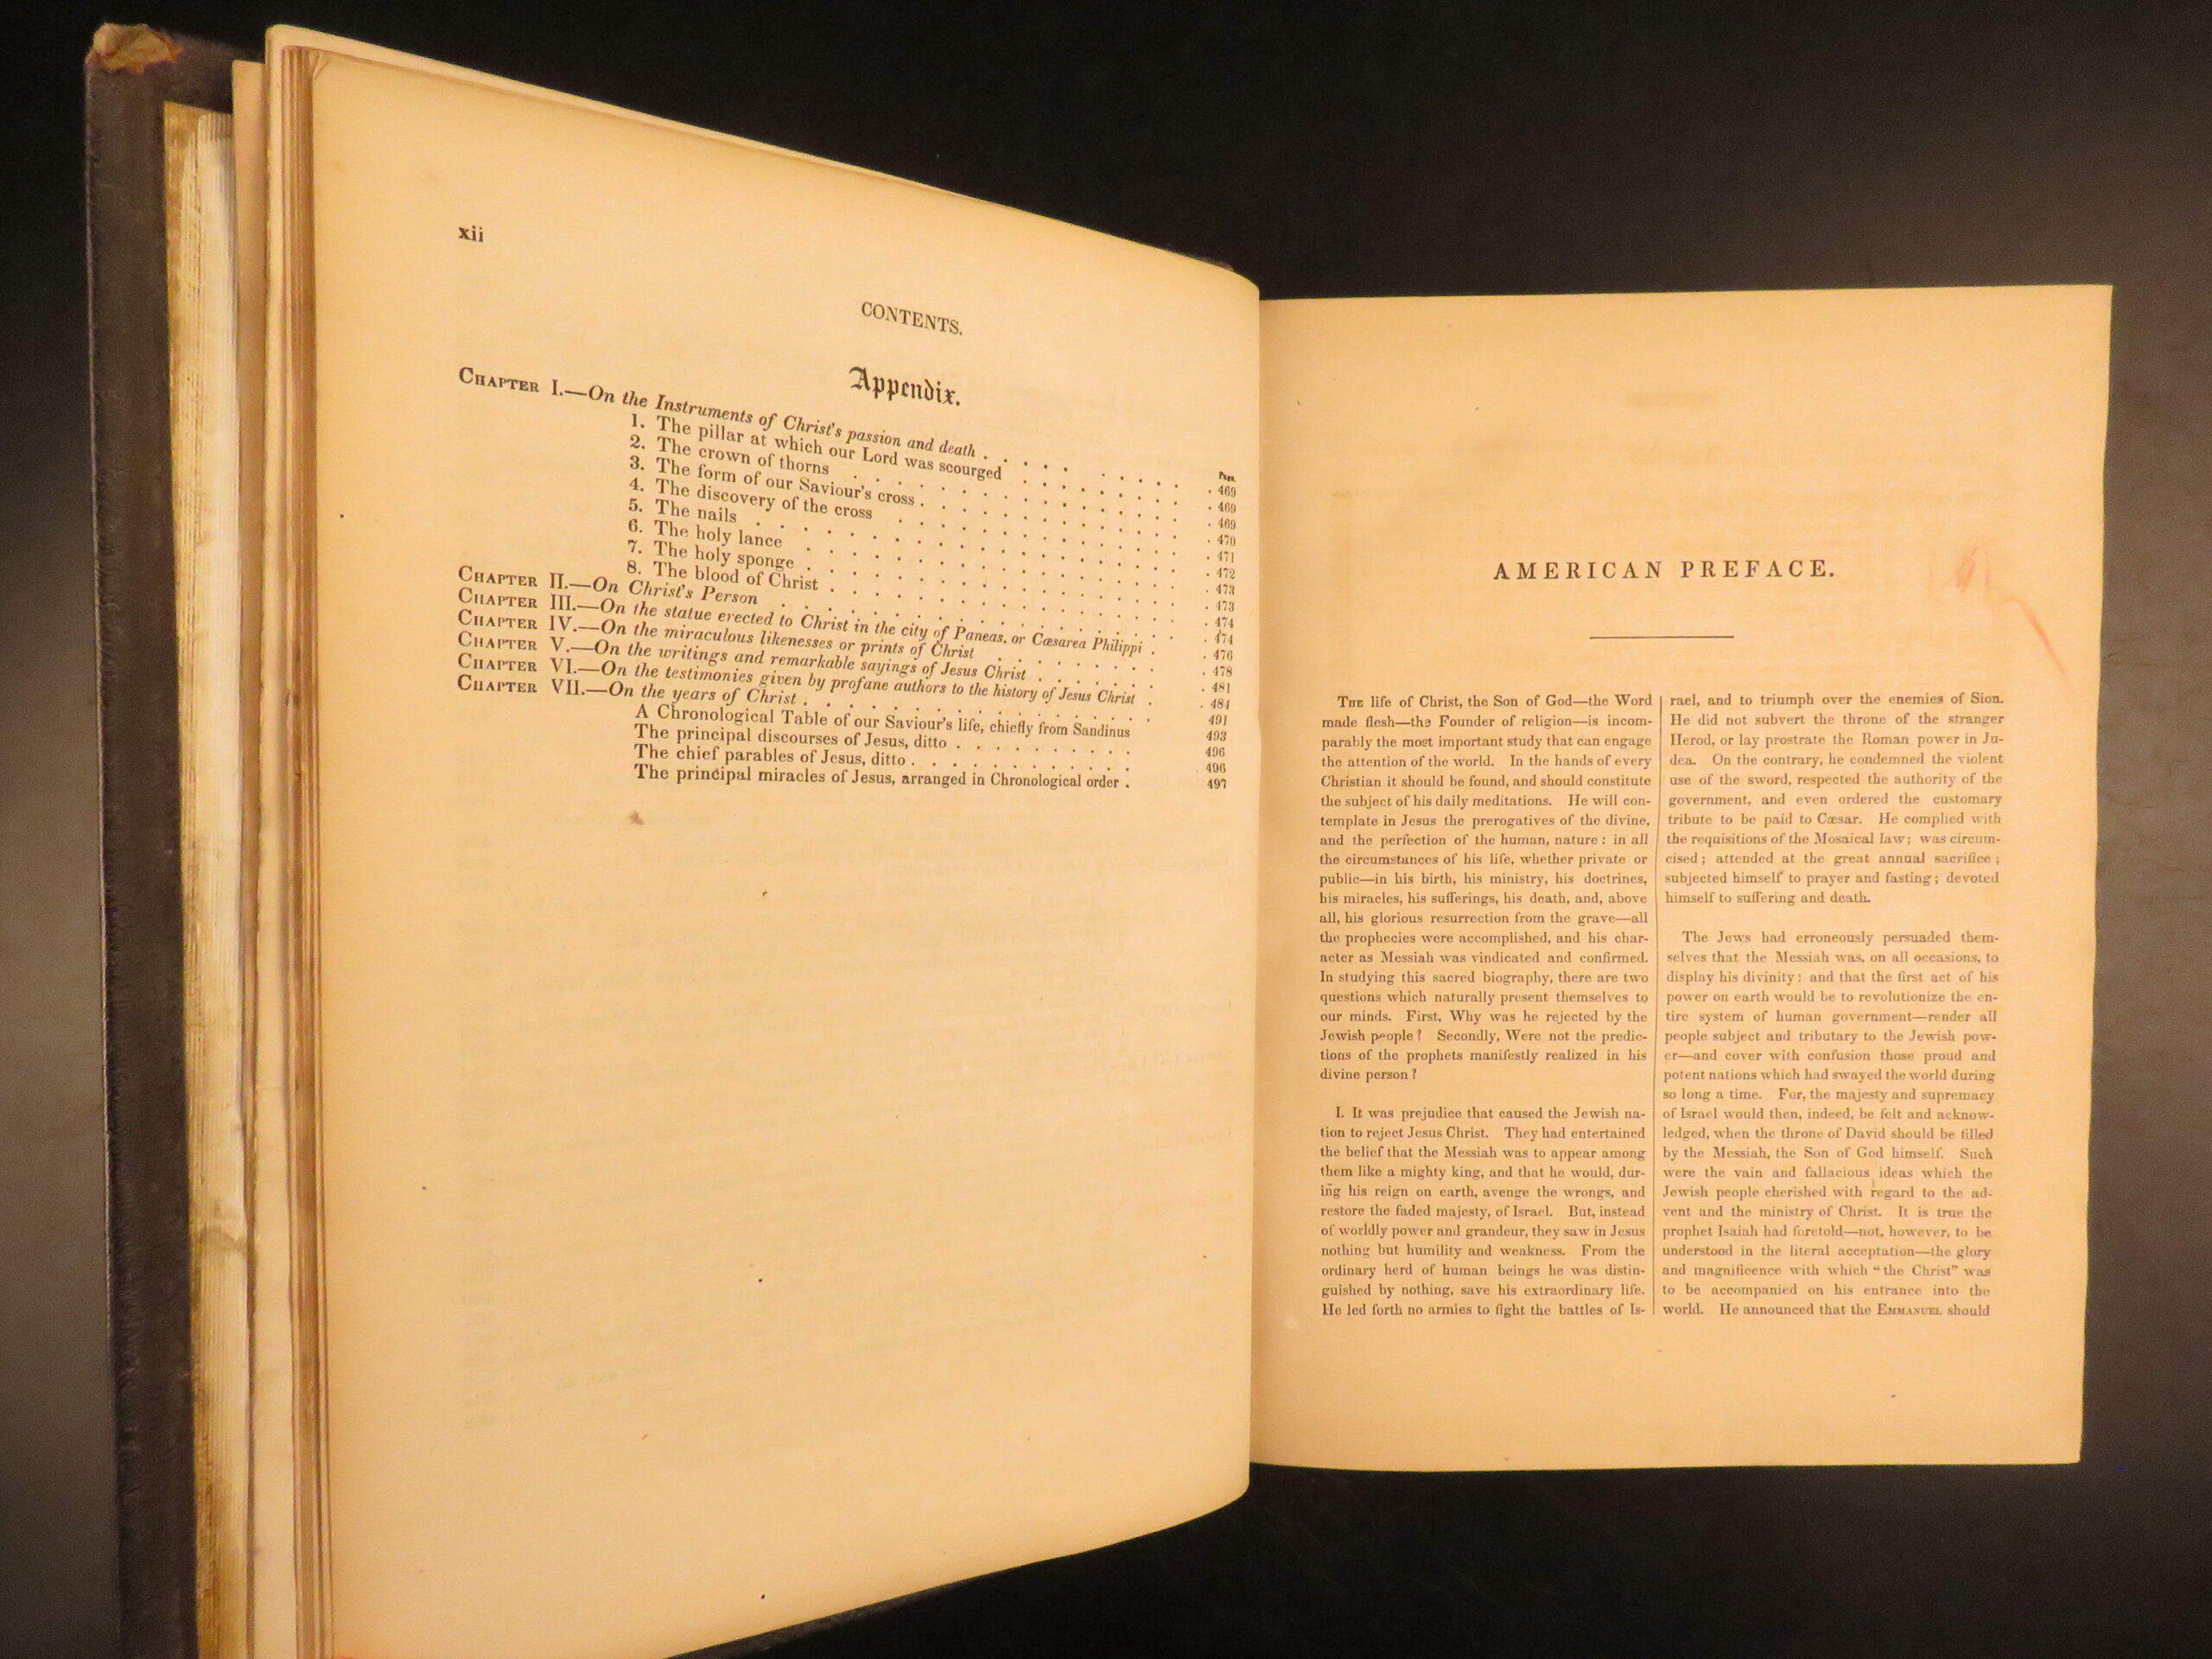 xii
CONTENTS.
Appendix.
Page.
CHAPTER I.—On the Instruments of Christ's passion and death . . . . . . . . . . . 469
1. The pillar at which our Lord was scourged . . . . . . . . . 469
2. The crown of thorns . . . . . . . . . . . . . . 469
3. The form of our Saviour's cross . . . . . . . . . . . . 470
4. The discovery of the cross . . . . . . . . . . . . 471
5. The nails . . . . . . . . . . . . . . . . 472
6. The holy lance . . . . . . . . . . . . . . . 473
7. The holy sponge . . . . . . . . . . . . . . . 473
8. The blood of Christ . . . . . . . . . . . . . . 474
CHAPTER II.—On Christ's Person . . . . . . . . . . . . . . 474
CHAPTER III.—On the statue erected to Christ in the city of Paneas, or Cæsarea Philippi . . 476
CHAPTER IV.—On the miraculous likenesses or prints of Christ . . . . . . . . 478
CHAPTER V.—On the writings and remarkable sayings of Jesus Christ . . . . . . . 481
CHAPTER VI.—On the testimonies given by profane authors to the history of Jesus Christ . . 484
CHAPTER VII.—On the years of Christ . . . . . . . . . . . . . . 491
A Chronological Table of our Saviour's life, chiefly from Sandinus 493
The principal discourses of Jesus, ditto . . . . . . . . . . 496
The chief parables of Jesus, ditto . . . . . . . . . . . . 496
The principal miracles of Jesus, arranged in Chronological order . 497
AMERICAN PREFACE.
THE life of Christ, the Son of God—the Word
made flesh—the Founder of religion—is incom-
parably the most important study that can engage
the attention of the world. In the hands of every
Christian it should be found, and should constitute
the subject of his daily meditations. He will con-
template in Jesus the prerogatives of the divine,
and the perfection of the human, nature : in all
the circumstances of his life, whether private or
public—in his birth, his ministry, his doctrines,
his miracles, his sufferings, his death, and, above
all, his glorious resurrection from the grave—all
the prophecies were accomplished, and his char-
acter as Messiah was vindicated and confirmed.
In studying this sacred biography, there are two
questions which naturally present themselves to
our minds. First, Why was he rejected by the
Jewish people ? Secondly, Were not the predic-
tions of the prophets manifestly realized in his
divine person ?
I. It was prejudice that caused the Jewish na-
tion to reject Jesus Christ. They had entertained
the belief that the Messiah was to appear among
them like a mighty king, and that he would, dur-
ing his reign on earth, avenge the wrongs, and
restore the faded majesty, of Israel. But, instead
of worldly power and grandeur, they saw in Jesus
nothing but humility and weakness. From the
ordinary herd of human beings he was distin-
guished by nothing, save his extraordinary life.
He led forth no armies to fight the battles of Is-
rael, and to triumph over the enemies of Sion.
He did not subvert the throne of the stranger
Herod, or lay prostrate the Roman power in Ju-
dea. On the contrary, he condemned the violent
use of the sword, respected the authority of the
government, and even ordered the customary
tribute to be paid to Cæsar. He complied with
the requisitions of the Mosaical law; was circum-
cised ; attended at the great annual sacrifice ;
subjected himself to prayer and fasting ; devoted
himself to suffering and death.
The Jews had erroneously persuaded them-
selves that the Messiah was, on all occasions, to
display his divinity : and that the first act of his
power on earth would be to revolutionize the en-
tire system of human government—render all
people subject and tributary to the Jewish pow-
er—and cover with confusion those proud and
potent nations which had swayed the world during
so long a time. For, the majesty and supremacy
of Israel would then, indeed, be felt and acknow-
ledged, when the throne of David should be filled
by the Messiah, the Son of God himself. Such
were the vain and fallacious ideas which the
Jewish people cherished with regard to the ad-
vent and the ministry of Christ. It is true the
prophet Isaiah had foretold—not, however, to be
understood in the literal acceptation—the glory
and magnificence with which "the Christ" was
to be accompanied on his entrance into the
world. He announced that the EMMANUEL should